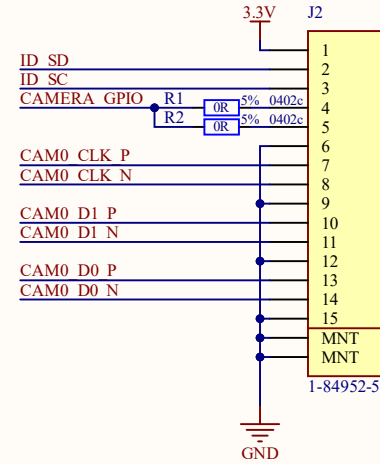 3.3V J2
1
ID_SD 2
ID_SC 3
CAMERA_GPIO R1 0R 5% 0402c 4
R2 0R 5% 0402c 5
6
CAM0_CLK_P 7
CAM0_CLK_N 8
9
CAM0_D1_P 10
CAM0_D1_N 11
12
CAM0_D0_P 13
CAM0_D0_N 14
15
MNT
MNT
1-84952-5
GND